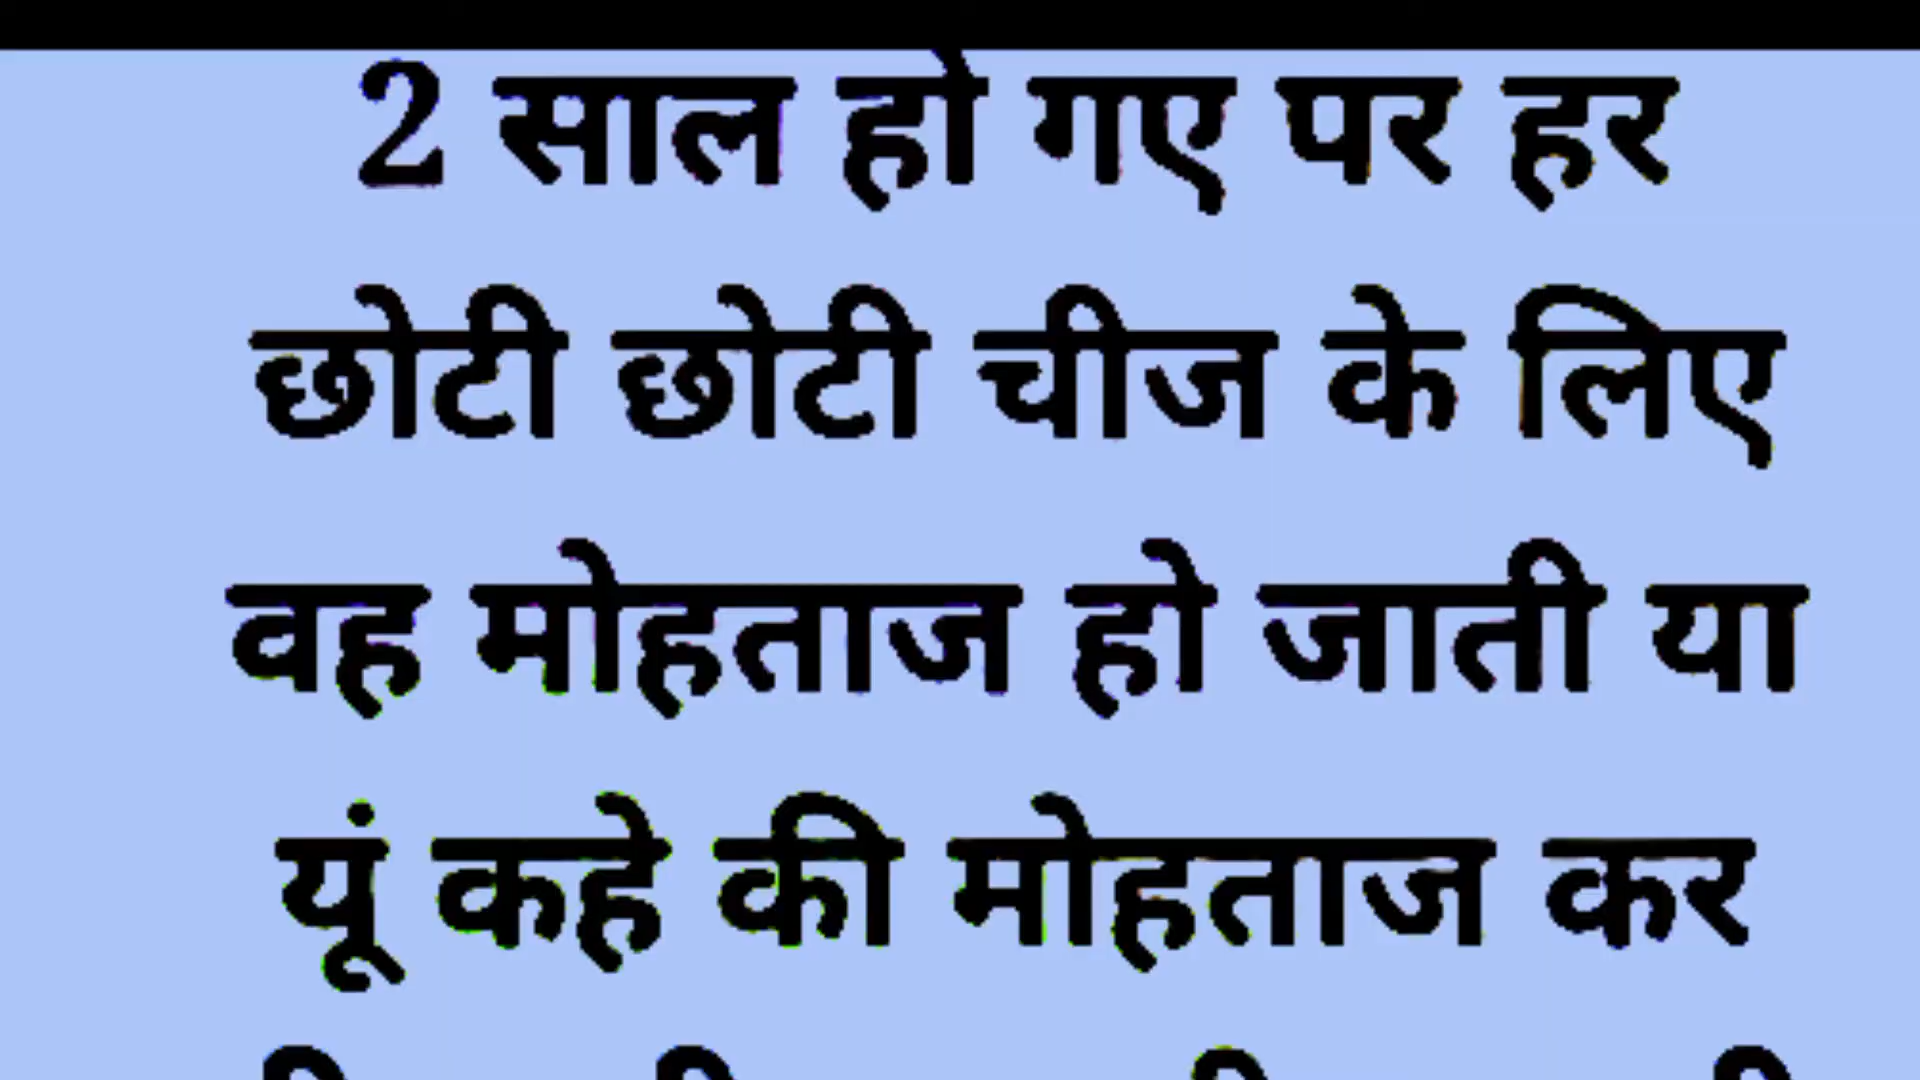 2 साल हो गए पर हर
छोटी छोटी चीज के लिए
वह मोहताज हो जाती या
यूं कहे की मोहताज कर